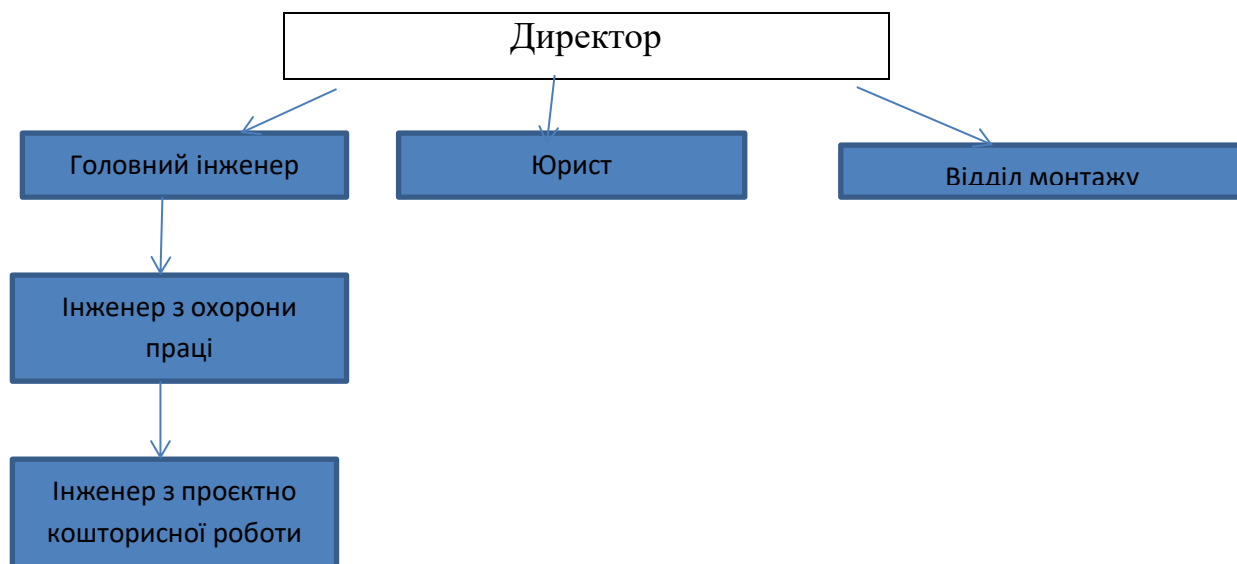 Директор
Головний інженер
Юрист
Відділ монтажу
Інженер з охорони
праці
Інженер з проєктно
кошторисної роботи